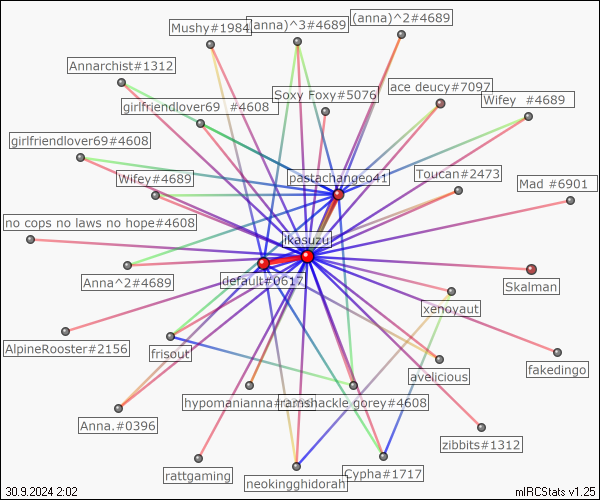 Mushy#1984
(anna)^3#4689
(anna)^2#4689
Annarchist#1312
Soxy Foxy#5076
ace deucy#7097
girlfriendlover69 #4608
Wifey #4689
girlfriendlover69#4608
Wifey#4689
pastachangeo41
Toucan#2473
Mad #6901
no cops no laws no hope#4608
ikasuzu
Anna^2#4689
default#0617
Skalman
xenoyaut
AlpineRooster#2156
frisout
avelicious
fakedingo
hypomanianna#
ramshackle gorey#4608
Anna.#0396
zibbits#1312
rattgaming
neokingghidorah
Cypha#1717
30.9.2024 2:02
mIRCStats v1.25